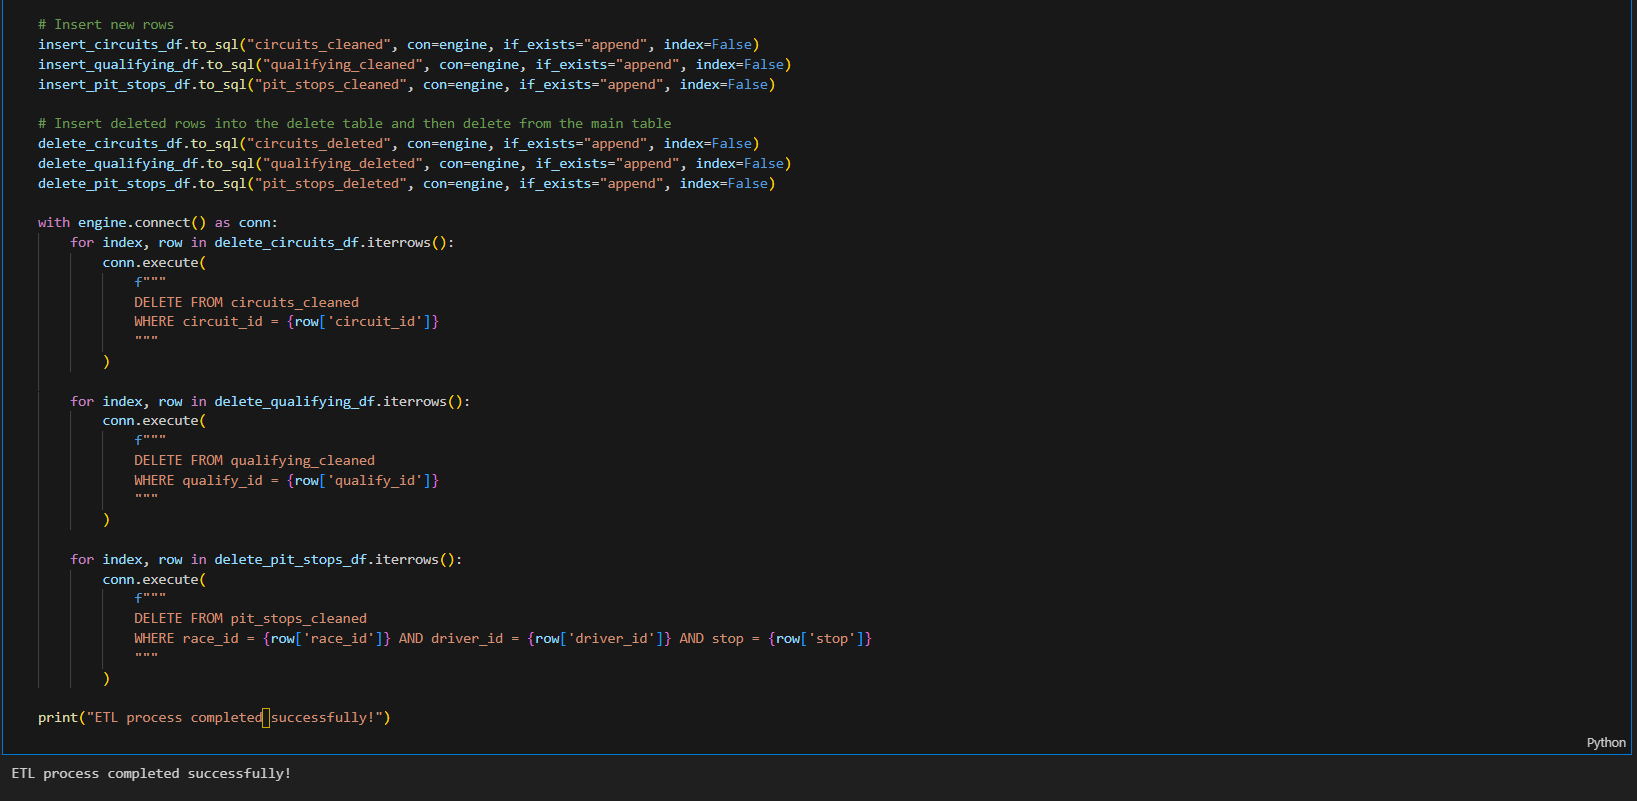 # Insert new rows
insert_circuits_df.to_sql("circuits_cleaned", con=engine, if_exists="append", index=False)
insert_qualifying_df.to_sql("qualifying_cleaned", con=engine, if_exists="append", index=False)
insert_pit_stops_df.to_sql("pit_stops_cleaned", con=engine, if_exists="append", index=False)

# Insert deleted rows into the delete table and then delete from the main table
delete_circuits_df.to_sql("circuits_deleted", con=engine, if_exists="append", index=False)
delete_qualifying_df.to_sql("qualifying_deleted", con=engine, if_exists="append", index=False)
delete_pit_stops_df.to_sql("pit_stops_deleted", con=engine, if_exists="append", index=False)

with engine.connect() as conn:
    for index, row in delete_circuits_df.iterrows():
        conn.execute(
            f"""
            DELETE FROM circuits_cleaned
            WHERE circuit_id = {row['circuit_id']}
            """
        )

    for index, row in delete_qualifying_df.iterrows():
        conn.execute(
            f"""
            DELETE FROM qualifying_cleaned
            WHERE qualify_id = {row['qualify_id']}
            """
        )

    for index, row in delete_pit_stops_df.iterrows():
        conn.execute(
            f"""
            DELETE FROM pit_stops_cleaned
            WHERE race_id = {row['race_id']} AND driver_id = {row['driver_id']} AND stop = {row['stop']}
            """
        )

print("ETL process completed successfully!")
Python
ETL process completed successfully!